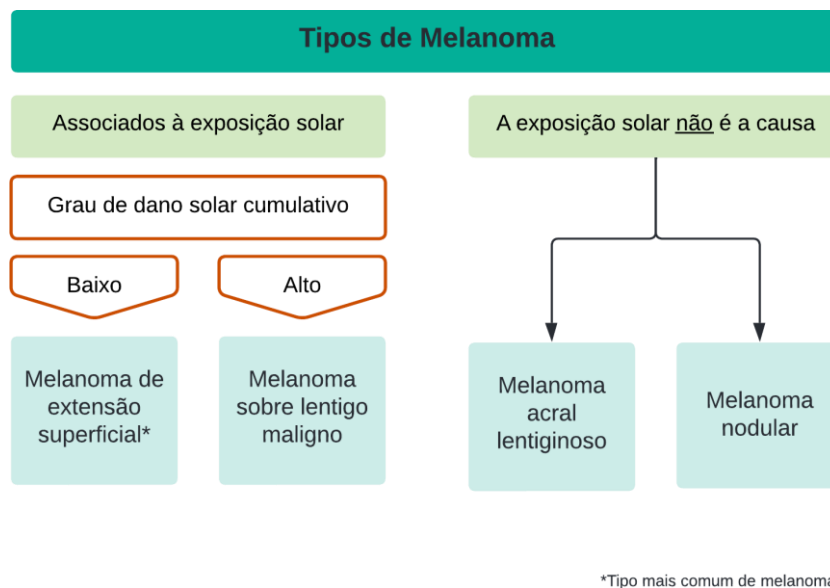 Tipos de Melanoma
Associados à exposição solar
A exposição solar não é a causa
Grau de dano solar cumulativo
Baixo
Alto
Melanoma de
extensão
superficial*
Melanoma
sobre lentigo
maligno
Melanoma
acral
lentiginoso
Melanoma
nodular
*Tipo mais comum de melanoma